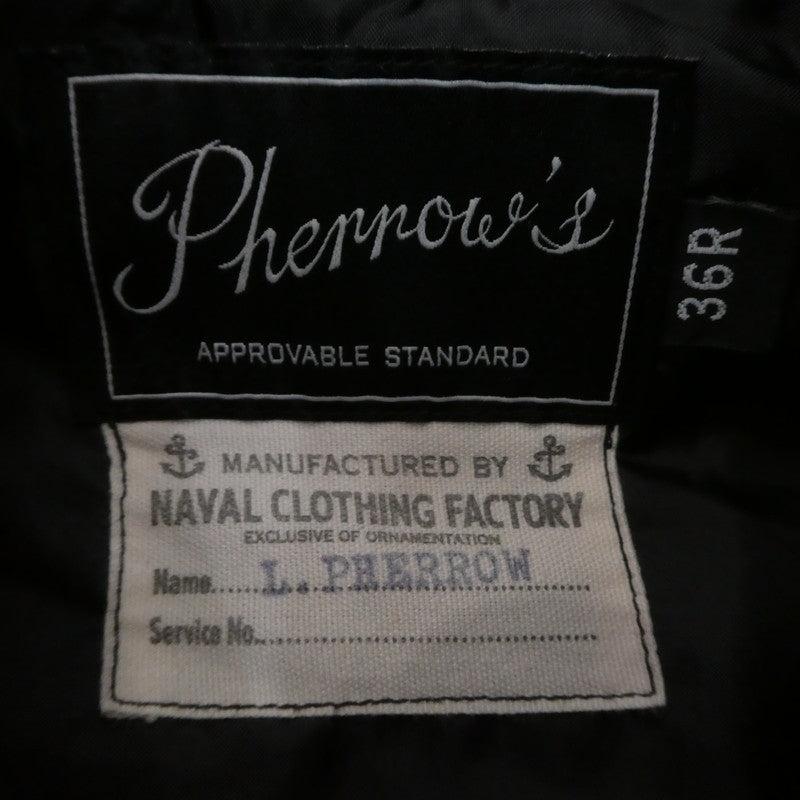 Pherrow's
APPROVABLE STANDARD
36R
MANUFACTURED BY
NAVAL CLOTHING FACTORY
EXCLUSIVE OF ORNAMENTATION
Name......L. PHERROW......
Service No.......................